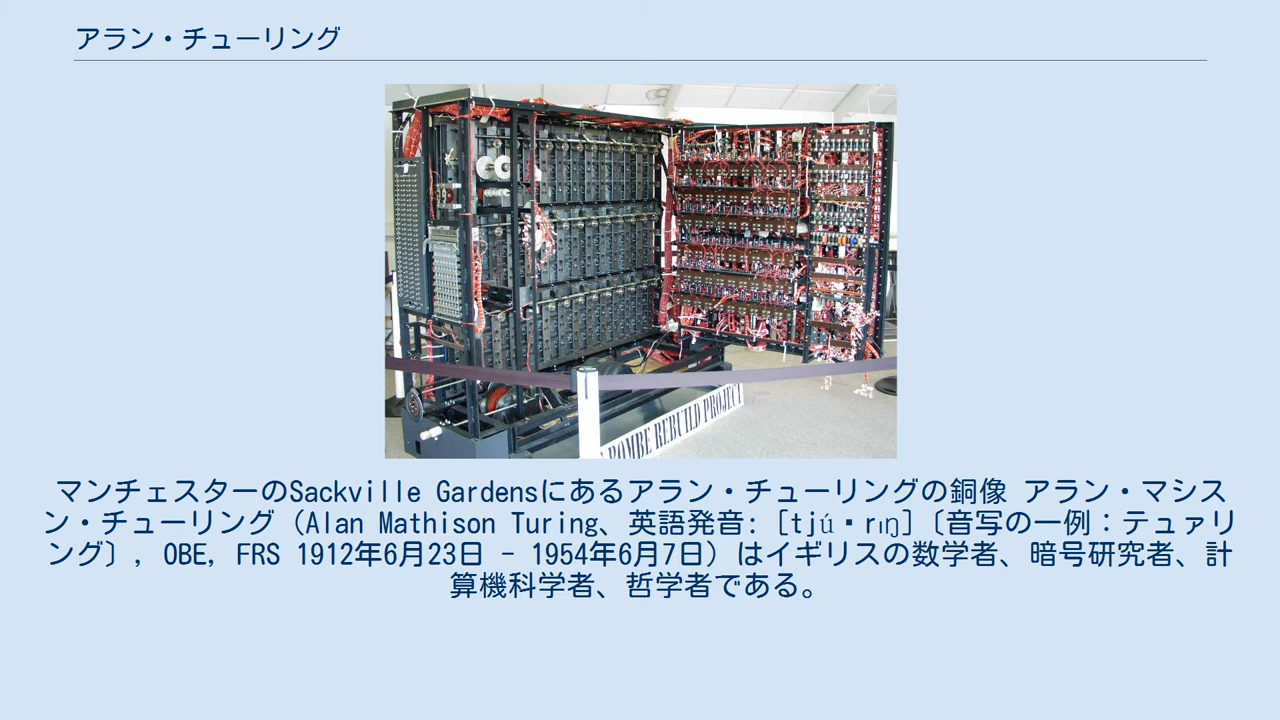 アラン・チューリング
BOMBE REBUILD PROJECT
マンチェスターのSackville Gardensにあるアラン・チューリングの銅像 アラン・マシス
ン・チューリング（Alan Mathison Turing、英語発音: [tjúːrɪŋ]〔音写の一例：テュァリ
ング〕, OBE, FRS 1912年6月23日 - 1954年6月7日）はイギリスの数学者、暗号研究者、計
算機科学者、哲学者である。